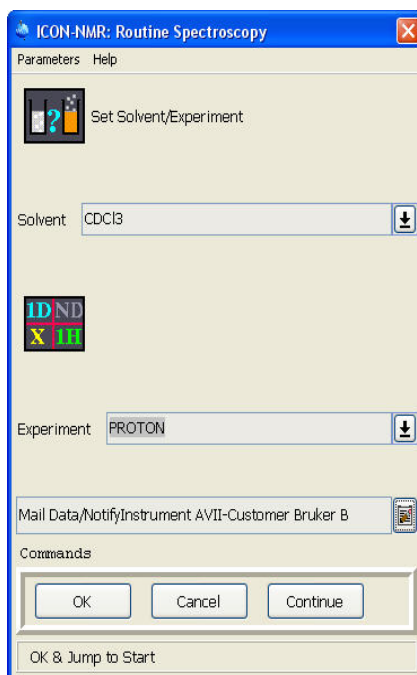 ICON-NMR: Routine Spectroscopy
Parameters Help
? Set Solvent/Experiment
Solvent CDCl3
1D ND
X 1H
Experiment PROTON
Mail Data/NotifyInstrument AVII-Customer Bruker B
Commands
OK Cancel Continue
OK & Jump to Start